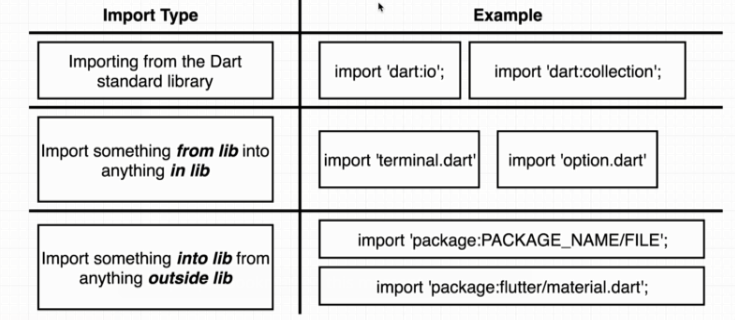 Import Type
Example
Importing from the Dart
standard library
import 'dart:io';
import 'dart:collection';
Import something from lib into
anything in lib
import 'terminal.dart'
import 'option.dart'
Import something into lib from
anything outside lib
import 'package:PACKAGE_NAME/FILE';
import 'package:flutter/material.dart';